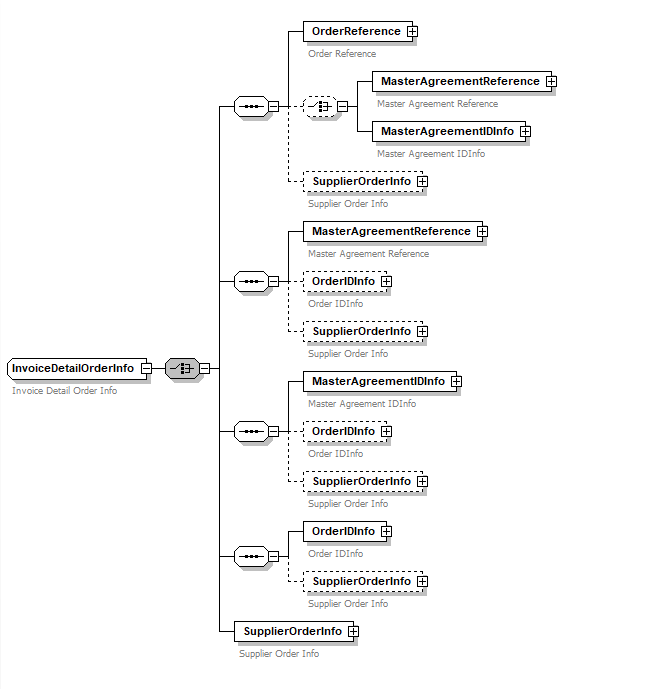 OrderReference
Order Reference
MasterAgreementReference
Master Agreement Reference
MasterAgreementIDInfo
Master Agreement IDInfo
SupplierOrderInfo
Supplier Order Info
MasterAgreementReference
Master Agreement Reference
OrderIDInfo
Order IDInfo
SupplierOrderInfo
Supplier Order Info
InvoiceDetailOrderInfo
Invoice Detail Order Info
MasterAgreementIDInfo
Master Agreement IDInfo
OrderIDInfo
Order IDInfo
SupplierOrderInfo
Supplier Order Info
OrderIDInfo
Order IDInfo
SupplierOrderInfo
Supplier Order Info
SupplierOrderInfo
Supplier Order Info